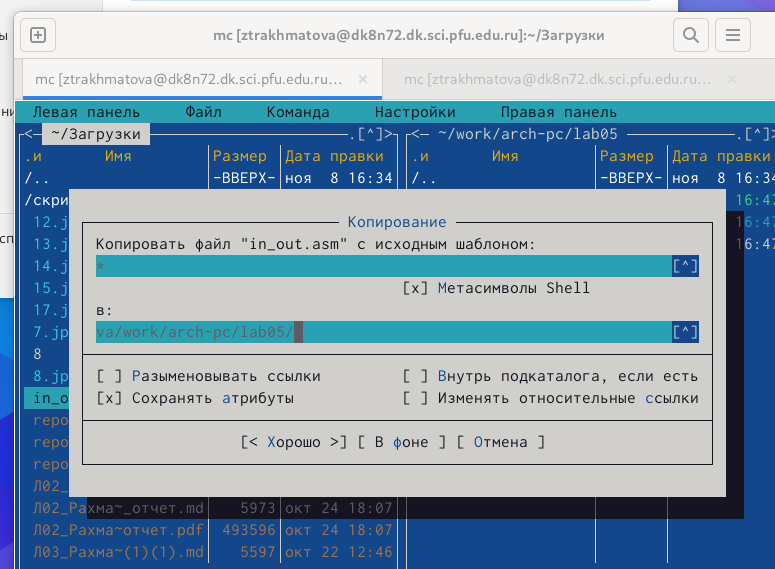 ы
mc [ztrakhmatova@dk8n72.dk.sci.pfu.edu.ru]:~/Загрузки
mc [ztrakhmatova@dk8n72.dk.sci.pfu.edu.ru... ×
mc [ztrakhmatova@dk8n72.dk.sci.pfu.edu.ru... ×
ни
Левая панель Файл Команда Настройки Правая панель
<— ~/Загрузки .[^]>
<— ~/work/arch-pc/lab05 .[^]>
.и Имя Размер Дата правки
.и Имя Размер Дата правки
/.. -ВВЕРХ- ноя 8 16:34
/.. -ВВЕРХ- ноя 8 16:34
/скри
16:47
12.j
16:47
13.j
16:47
14.j
15.j
17.j
7.jp
8
8.jp
in_o
repo
repo
repo
Л02_
сп
Копирование
Копировать файл "in_out.asm" с исходным шаблоном:
* [^]
[x] Метасимволы Shell
в:
va/work/arch-pc/lab05/ [^]
[ ] Разыменовывать ссылки [ ] Внутрь подкаталога, если есть
[x] Сохранять атрибуты [ ] Изменять относительные ссылки
[< Хорошо >] [ В фоне ] [ Отмена ]
Л02_Рахма~_отчет.md 5973 окт 24 18:07
Л02_Рахма~отчет.pdf 493596 окт 24 18:07
Л03_Рахма~(1)(1).md 5597 окт 22 12:46